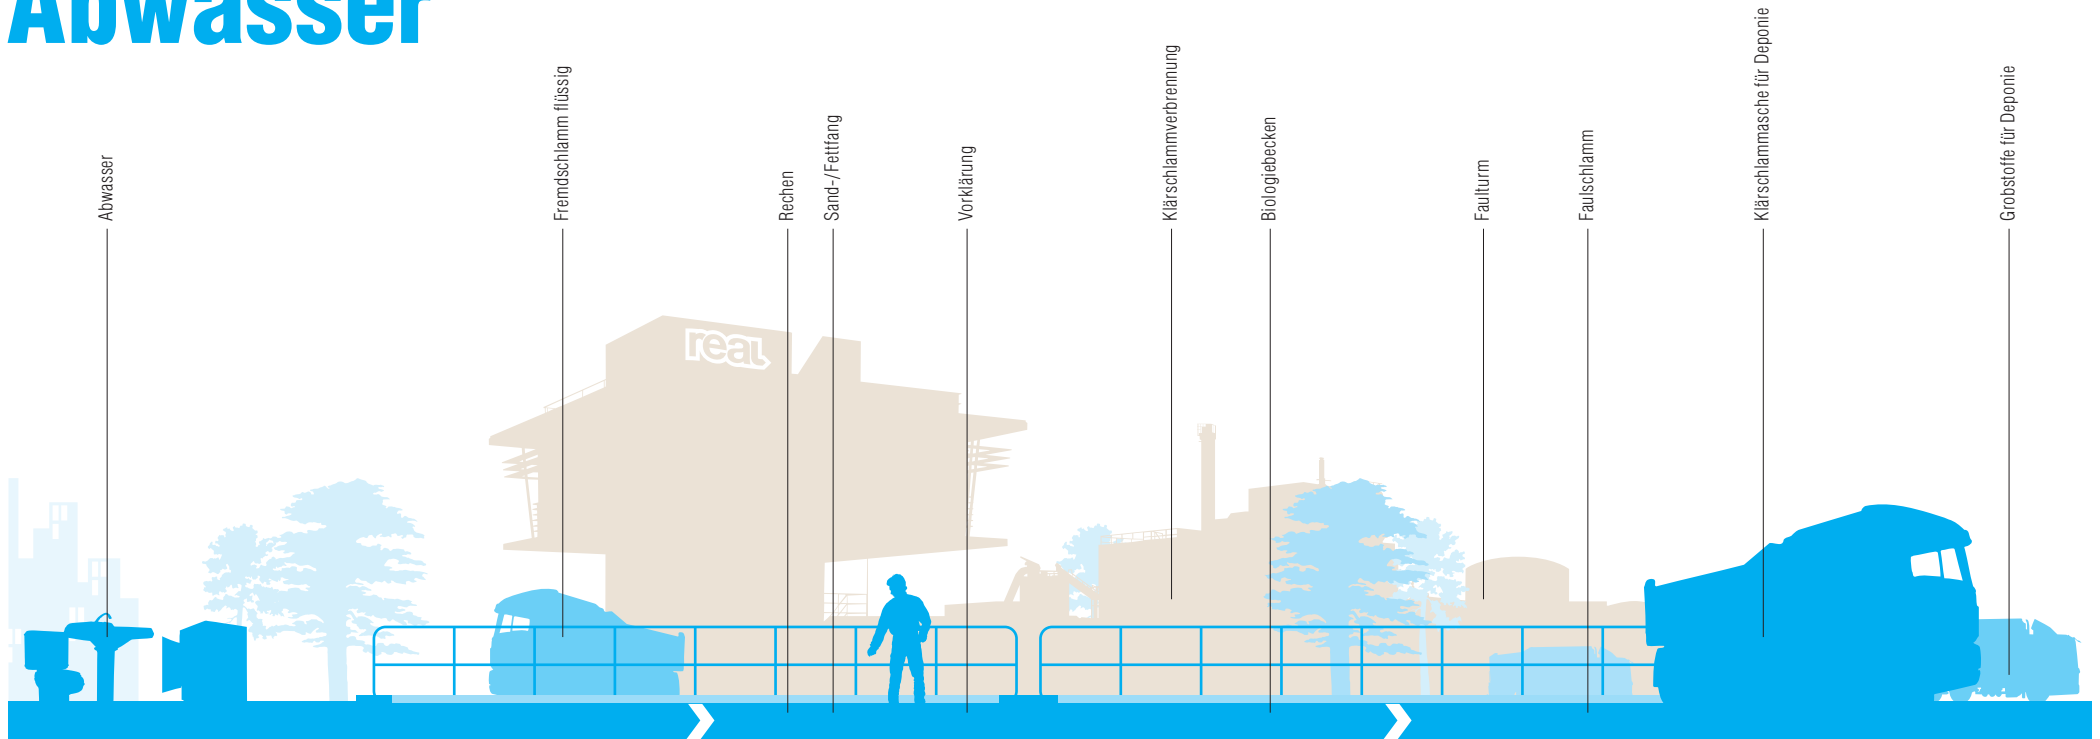 Abwasser
Abwasser
Fremdschlamm flüssig
Rechen
Sand-/Fettfang
Vorklärung
Klärschlammverbrennung
Biologiebecken
Faulturm
Faulschlamm
Klärschlammasche für Deponie
Grobstoffe für Deponie
real